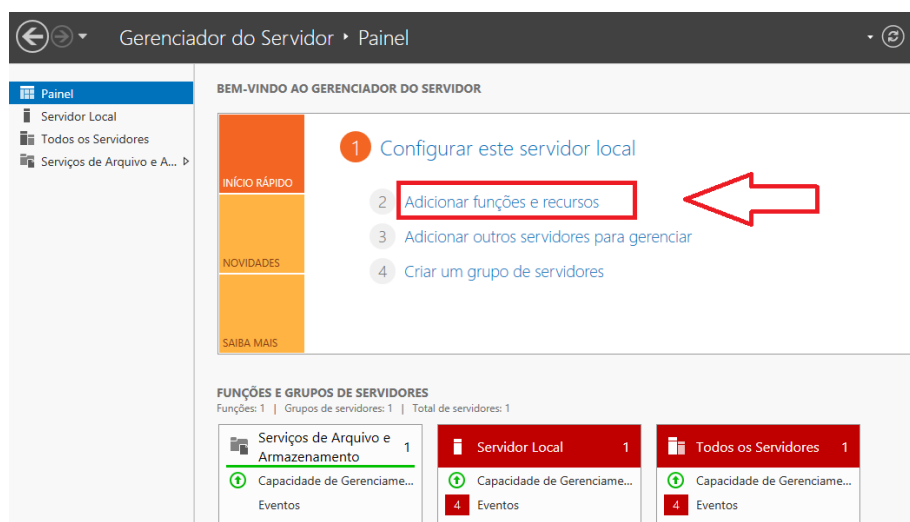 Gerenciador do Servidor ‣ Painel
Painel
Servidor Local
Todos os Servidores
Serviços de Arquivo e A...
BEM-VINDO AO GERENCIADOR DO SERVIDOR
INÍCIO RÁPIDO
NOVIDADES
SAIBA MAIS
1 Configurar este servidor local
2 Adicionar funções e recursos
3 Adicionar outros servidores para gerenciar
4 Criar um grupo de servidores
FUNÇÕES E GRUPOS DE SERVIDORES
Funções: 1 | Grupos de servidores: 1 | Total de servidores: 1
Serviços de Arquivo e
Armazenamento 1
Capacidade de Gerenciame...
Eventos
Servidor Local 1
Capacidade de Gerenciame...
4 Eventos
Todos os Servidores 1
Capacidade de Gerenciame...
4 Eventos